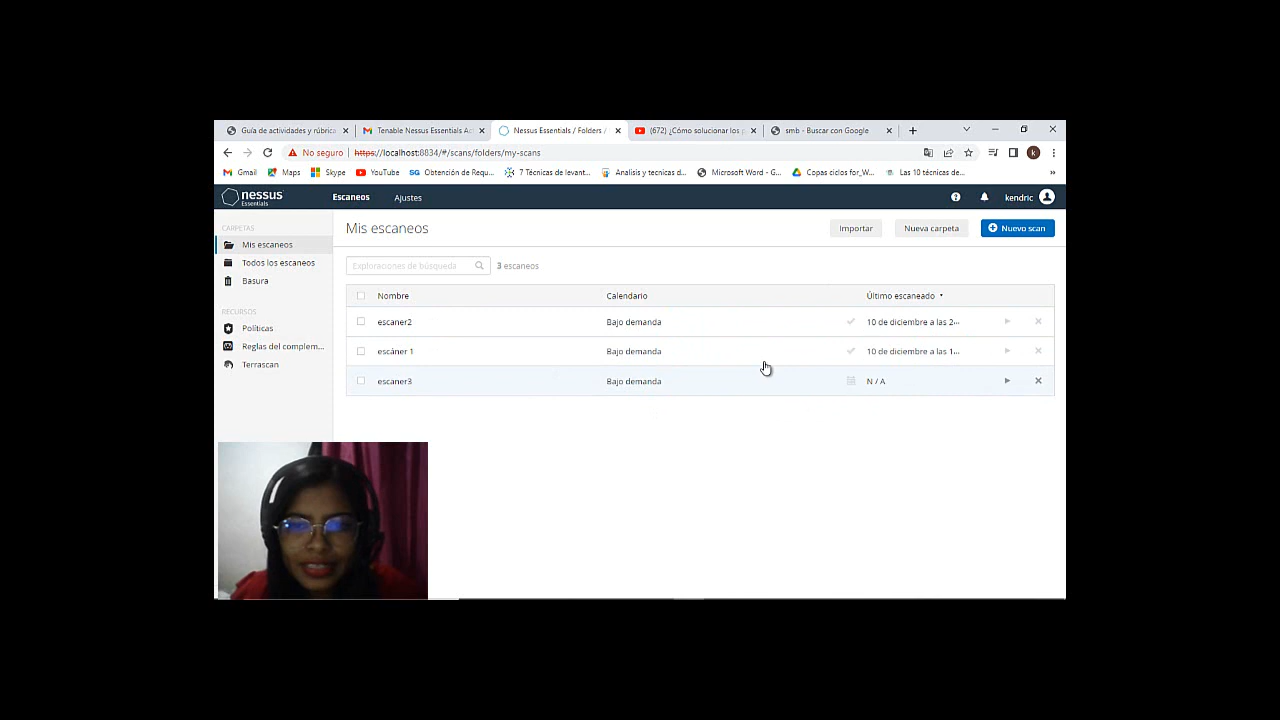 Guía de actividades y rúbrica
Tenable Nessus Essentials Ac
Nessus Essentials / Folders /
(672) ¿Cómo solucionar los p
smb - Buscar con Google
No seguro
https://localhost:8834/#/scans/folders/my-scans
k
Gmail
Maps
Skype
YouTube
SG Obtención de Requ...
7 Técnicas de levant...
Analisis y tecnicas d...
Microsoft Word - G...
Copas ciclos for_W...
Las 10 técnicas de...
nessus
Essentials
Escaneos
Ajustes
kendric
CARPETAS
Mis escaneos
Todos los escaneos
Basura
RECURSOS
Políticas
Reglas del complem...
Terrascan
Mis escaneos
Importar
Nueva carpeta
Nuevo scan
Exploraciones de búsqueda
3 escaneos
Nombre
Calendario
Último escaneado
escaner2
Bajo demanda
10 de diciembre a las 2...
escáner 1
Bajo demanda
10 de diciembre a las 1...
escaner3
Bajo demanda
N / A